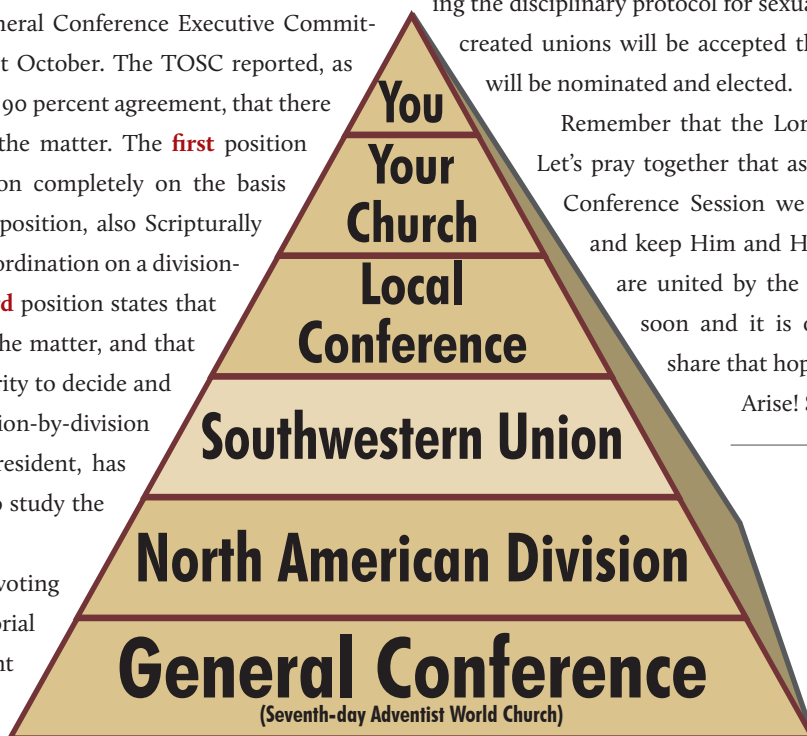 neral Conference Executive Commit-
t October. The TOSC reported, as
90 percent agreement, that there
the matter. The first position
on completely on the basis
position, also Scripturally
ordination on a division-
d position states that
he matter, and that
rity to decide and
ion-by-division
resident, has
o study the
voting
rial
nt
You
Your
Church
Local
Conference
Southwestern Union
North American Division
General Conference
(Seventh-day Adventist World Church)
ing the disciplinary protocol for sexua
created unions will be accepted th
will be nominated and elected.
Remember that the Lor
Let’s pray together that as
Conference Session we
and keep Him and H
are united by the
soon and it is
share that hop
Arise! S